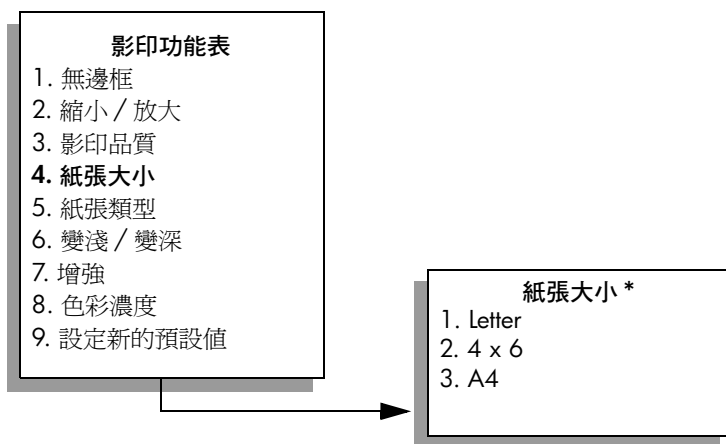 影印功能表
1. 無邊框
2. 縮小 / 放大
3. 影印品質
4. 紙張大小
5. 紙張類型
6. 變淺 / 變深
7. 增強
8. 色彩濃度
9. 設定新的預設值
紙張大小 *
1. Letter
2. 4 x 6
3. A4